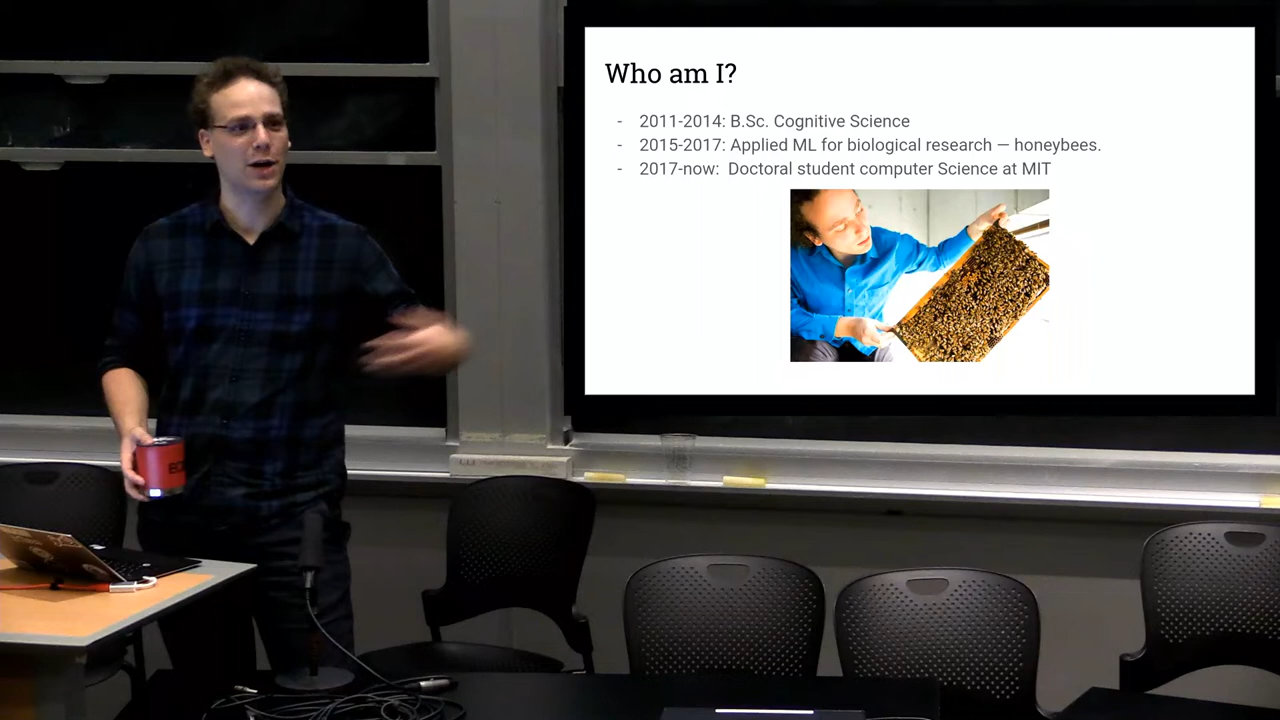 Who am I?
- 2011-2014: B.Sc. Cognitive Science
- 2015-2017: Applied ML for biological research — honeybees.
- 2017-now: Doctoral student computer Science at MIT